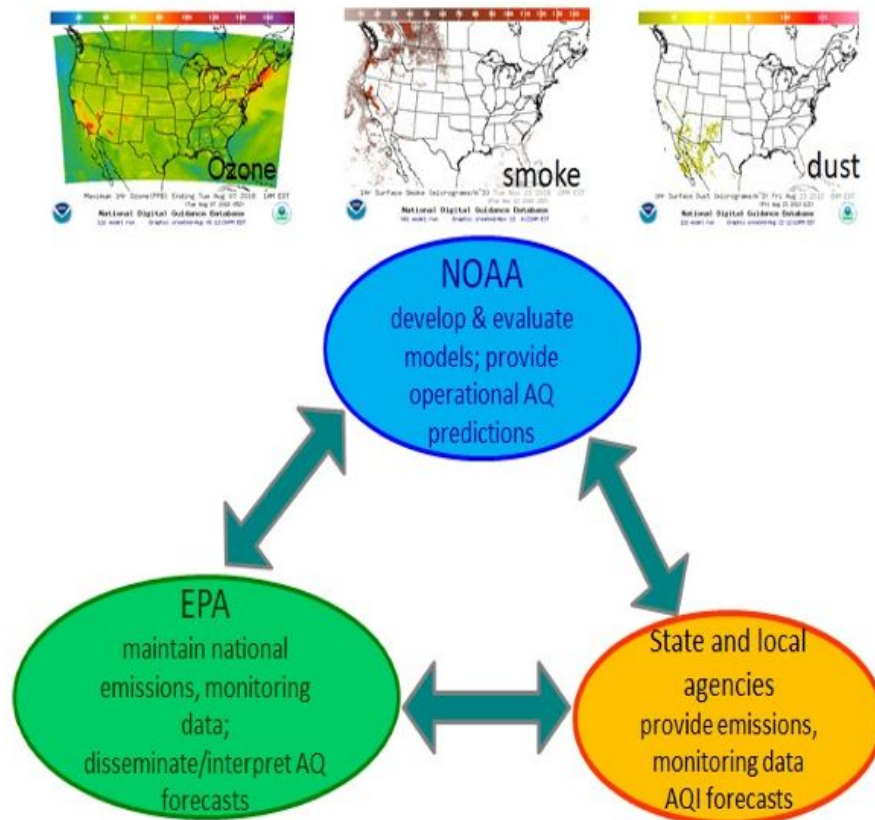 Ozone
smoke
dust
National Digital Guidance Database
National Digital Guidance Database
National Digital Guidance Database
NOAA
develop & evaluate
models; provide
operational AQ
predictions
EPA
maintain national
emissions, monitoring
data;
disseminate/interpret AQ
forecasts
State and local
agencies
provide emissions,
monitoring data
AQI forecasts